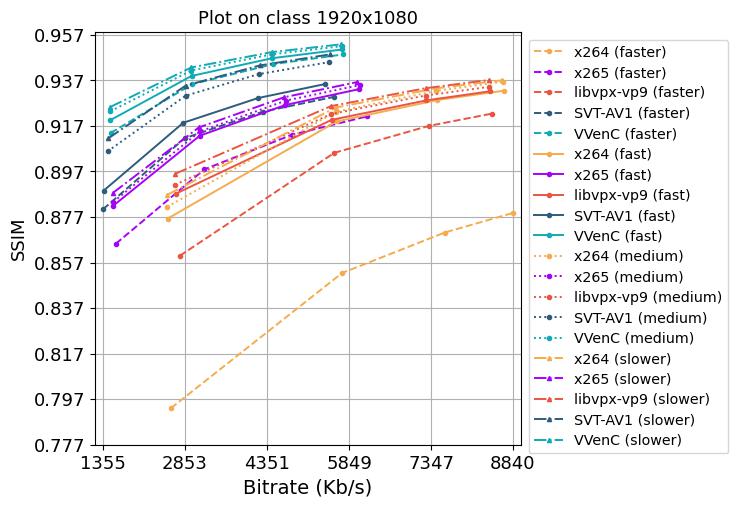 Plot on class 1920x1080
0.957
0.937
0.917
0.897
0.877
0.857
0.837
0.817
0.797
0.777
SSIM
1355 2853 4351 5849 7347 8840
Bitrate (Kb/s)
x264 (faster)
x265 (faster)
libvpx-vp9 (faster)
SVT-AV1 (faster)
VVenC (faster)
x264 (fast)
x265 (fast)
libvpx-vp9 (fast)
SVT-AV1 (fast)
VVenC (fast)
x264 (medium)
x265 (medium)
libvpx-vp9 (medium)
SVT-AV1 (medium)
VVenC (medium)
x264 (slower)
x265 (slower)
libvpx-vp9 (slower)
SVT-AV1 (slower)
VVenC (slower)